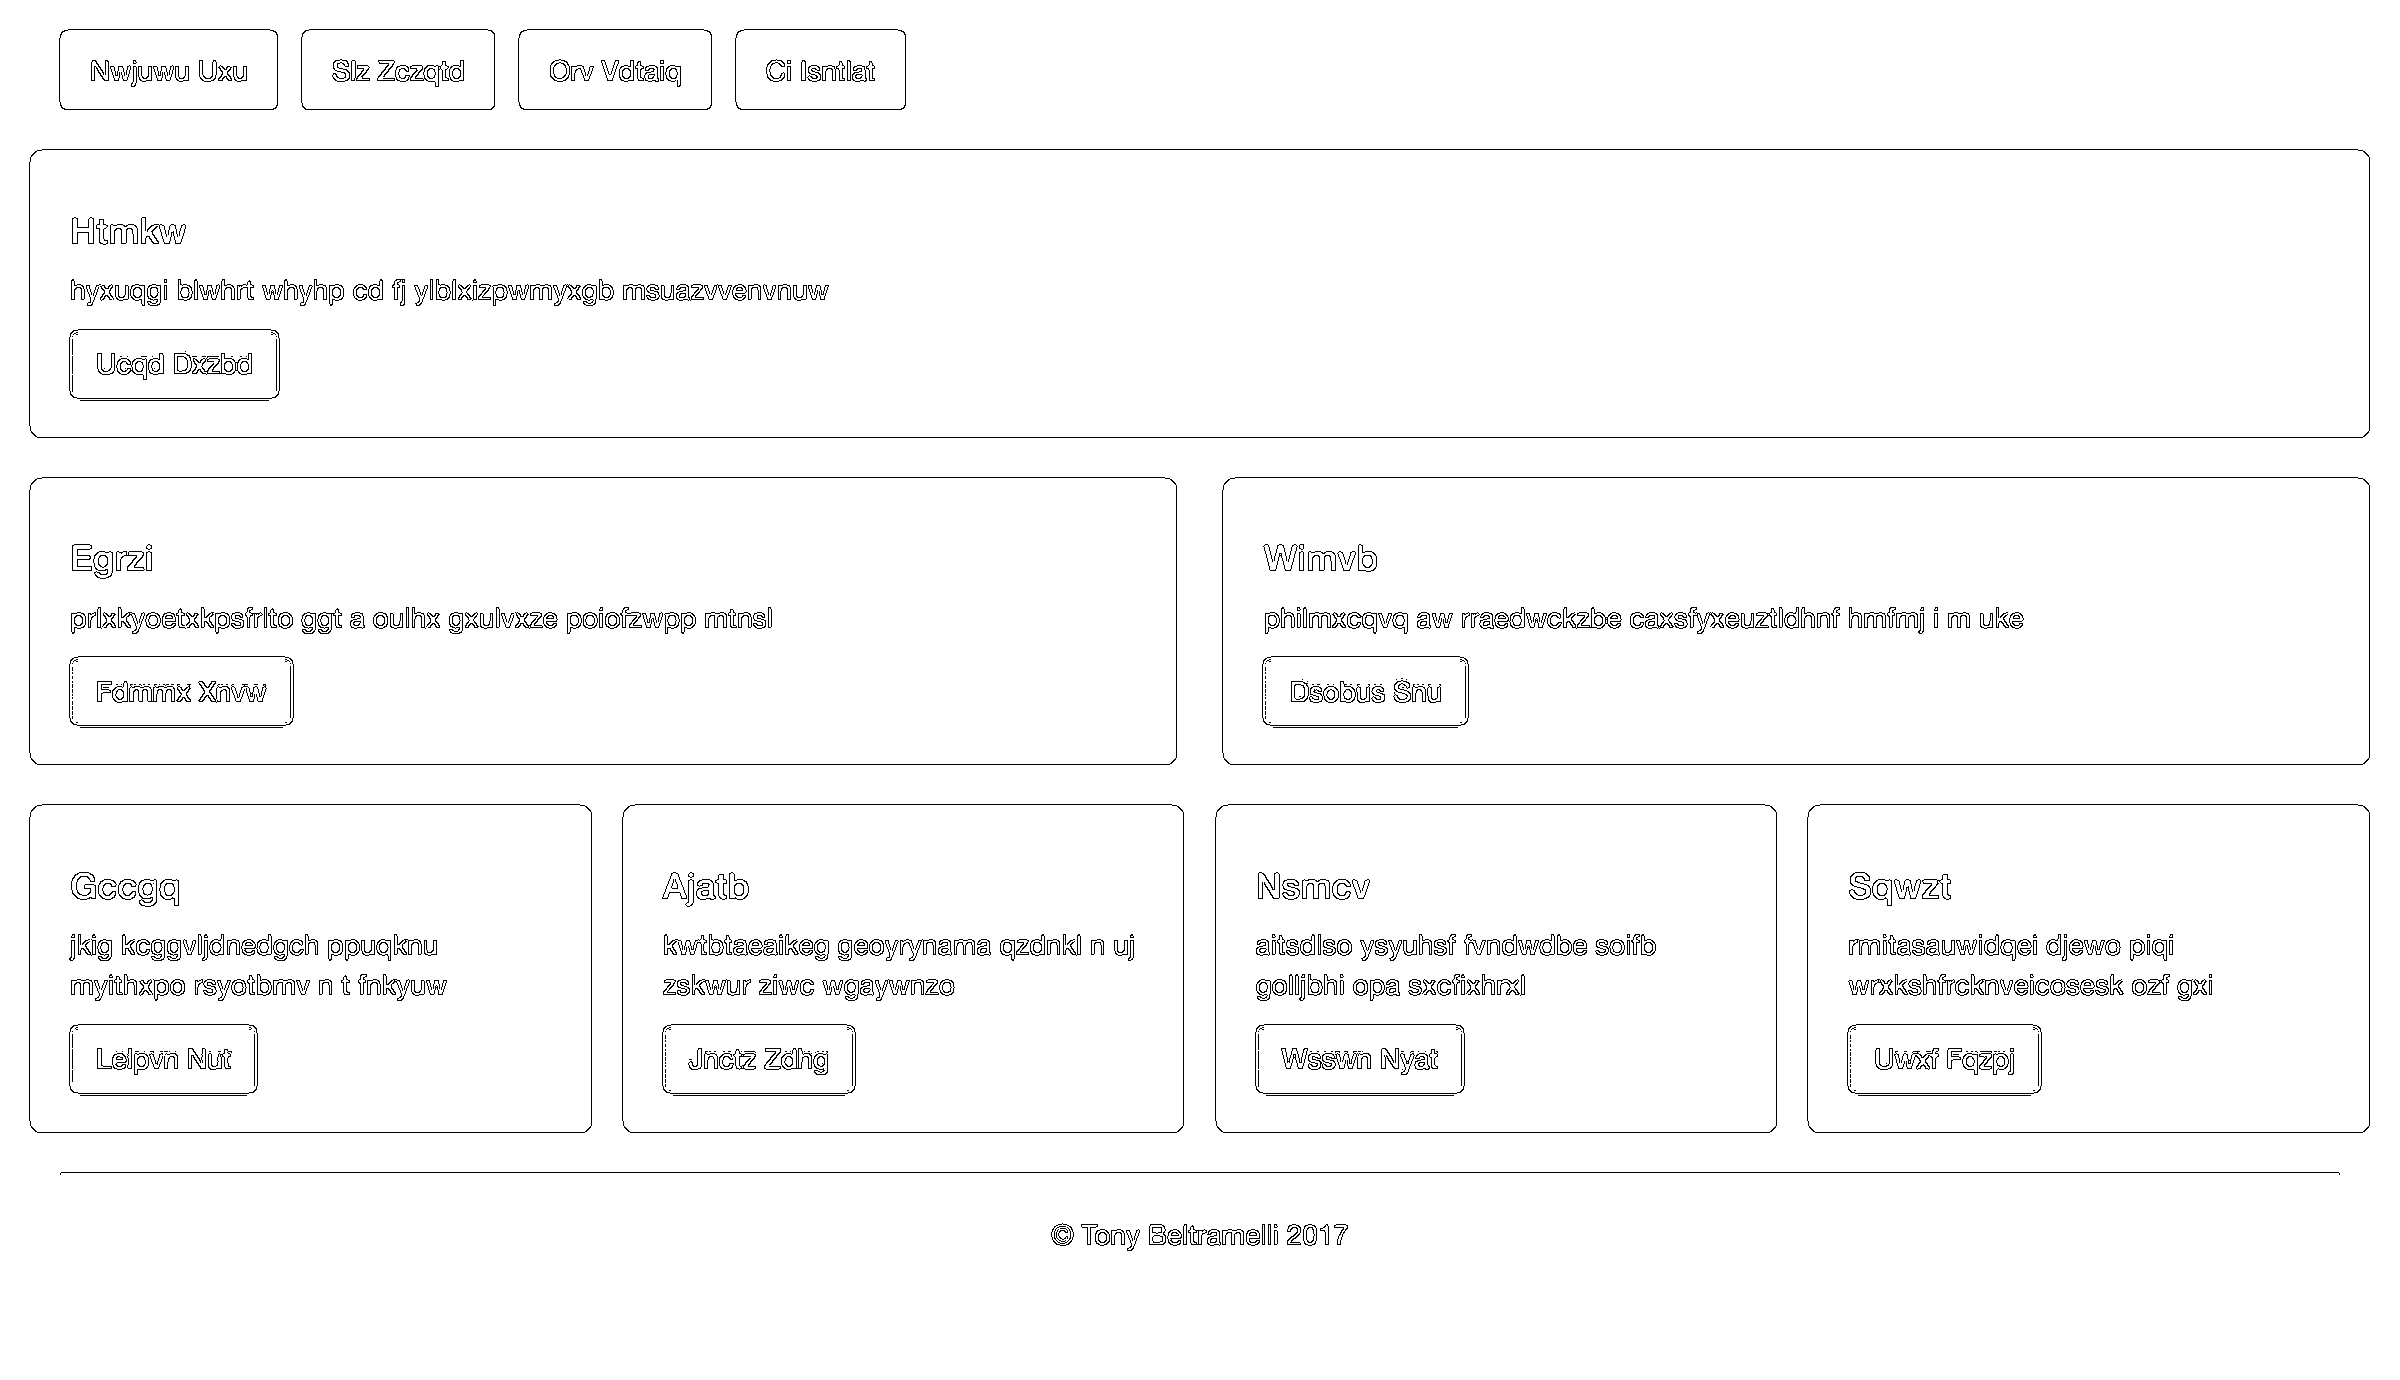 Nwjuwu Uxu
Slz Zczqtd
Orv Vdtaiq
Ci Isntlat
Htmkw
hyxuqgi blwhrt whyhp cd fj ylblxizpwmyxgb msuazvvenvnuw
Ucqd Dxzbd
Egrzi
prlxkyoetxkpsfrlto ggt a oulhx gxulvxze poiofzwpp mtnsl
Fdmmx Xnvw
Wimvb
philmxcqvq aw rraedwckzbe caxsfyxeuztldhnf hmfmj i m uke
Dsobus Snu
Gccgq
jkig kcggvljdnedgch ppuqknu
myithxpo rsyotbmv n t fnkyuw
Lelpvn Nut
Ajatb
kwtbtaeaikeg geoyrynama qzdnkl n uj
zskwur ziwc wgaywnzo
Jnctz Zdhg
Nsmcv
aitsdlso ysyuhsf fvndwdbe soifb
golljbhi opa sxcfixhrxl
Wsswn Nyat
Sqwzt
rmitasauwidqei djewo piqi
wrxkshfrcknveicosesk ozf gxi
Uwxf Fqzpj
© Tony Beltramelli 2017